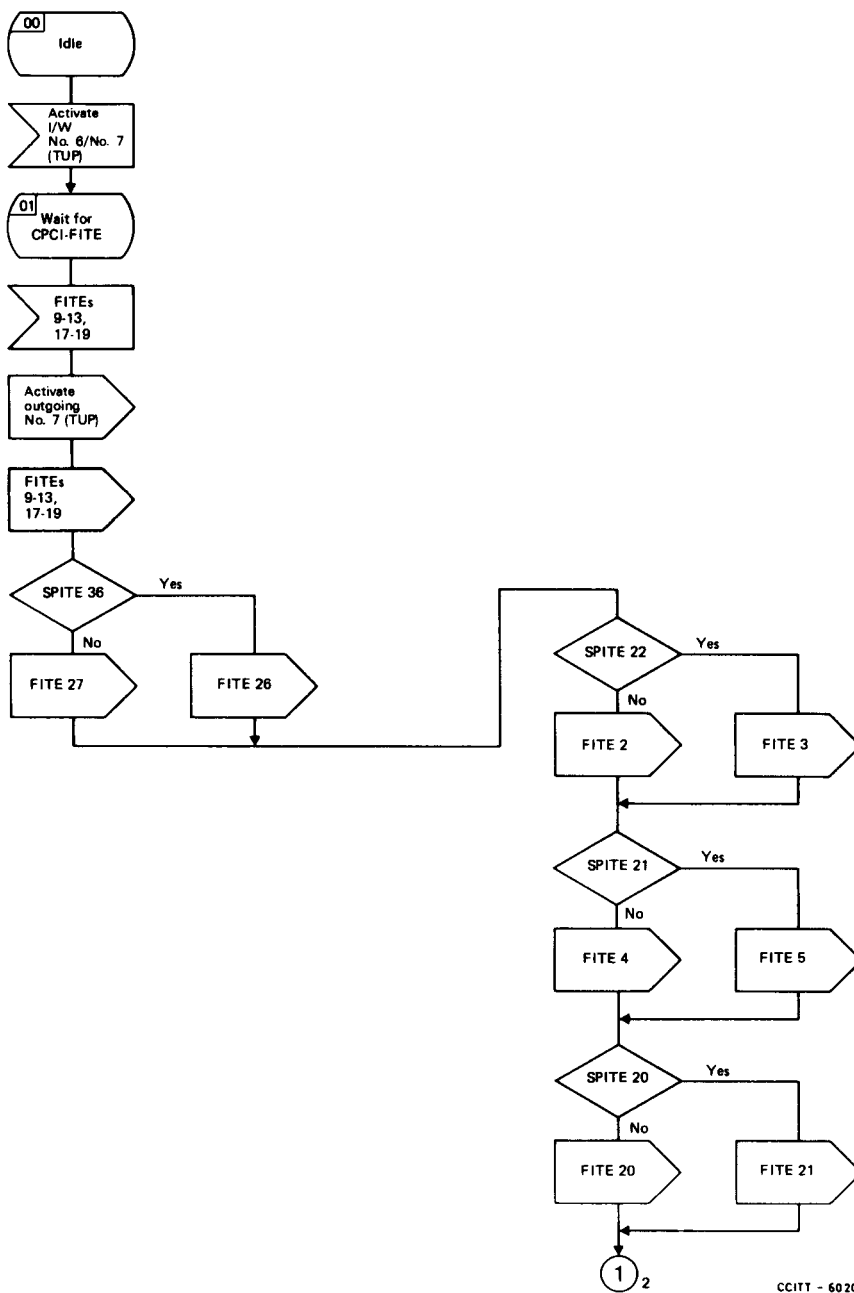 00
Idle
Activate
I/W
No. 6/No. 7
(TUP)
01
Wait for
CPCI-FITE
FITEs
9-13,
17-19
Activate
outgoing
No. 7 (TUP)
FITEs
9-13,
17-19
SPITE 36
Yes
No
FITE 27
FITE 26
SPITE 22
Yes
No
FITE 2
FITE 3
SPITE 21
Yes
No
FITE 4
FITE 5
SPITE 20
Yes
No
FITE 20
FITE 21
1
2
CCITT - 6020